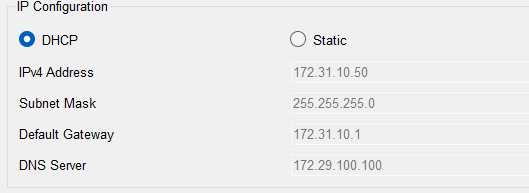 IP Configuration
DHCP Static
IPv4 Address 172.31.10.50
Subnet Mask 255.255.255.0
Default Gateway 172.31.10.1
DNS Server 172.29.100.100